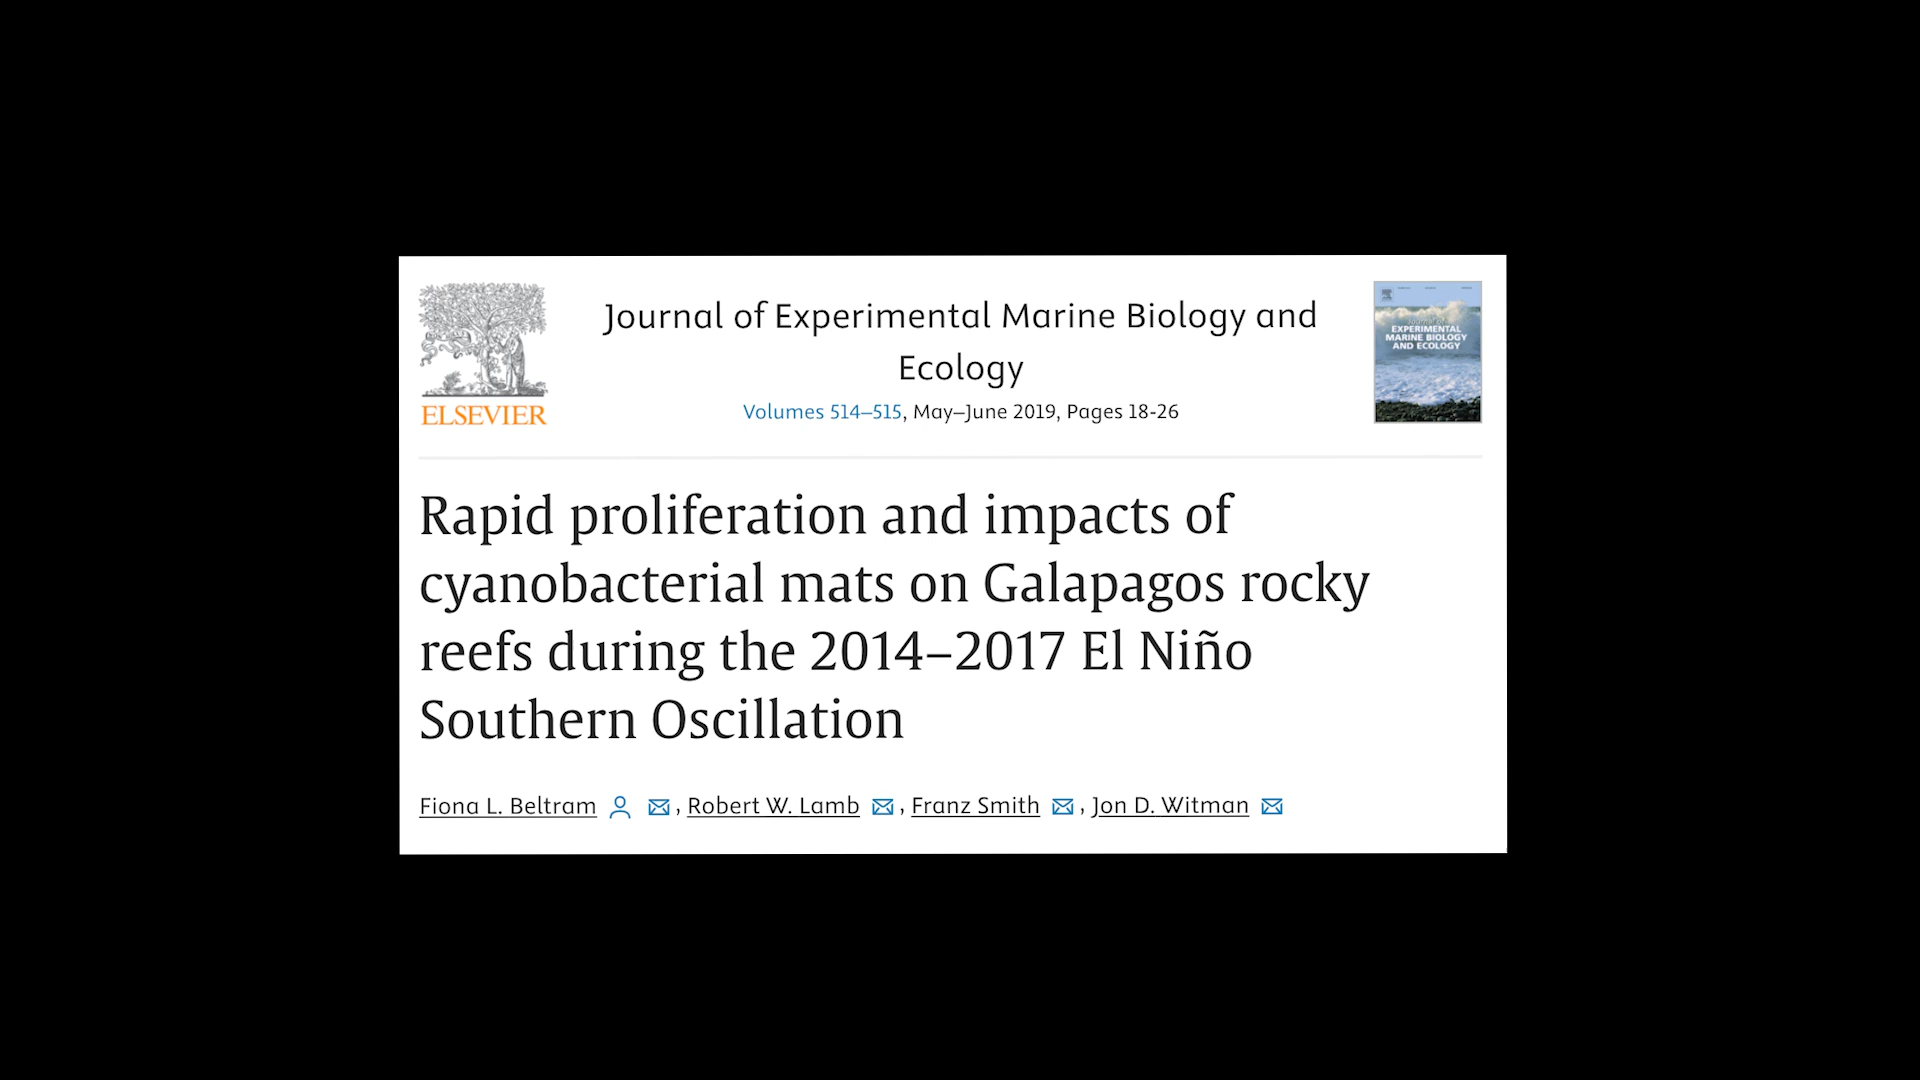 Journal of Experimental Marine Biology and
Ecology
Volumes 514–515, May–June 2019, Pages 18-26
ELSEVIER
EXPERIMENTAL
MARINE BIOLOGY
AND ECOLOGY
Rapid proliferation and impacts of
cyanobacterial mats on Galapagos rocky
reefs during the 2014–2017 El Niño
Southern Oscillation
Fiona L. Beltram , Robert W. Lamb , Franz Smith , Jon D. Witman